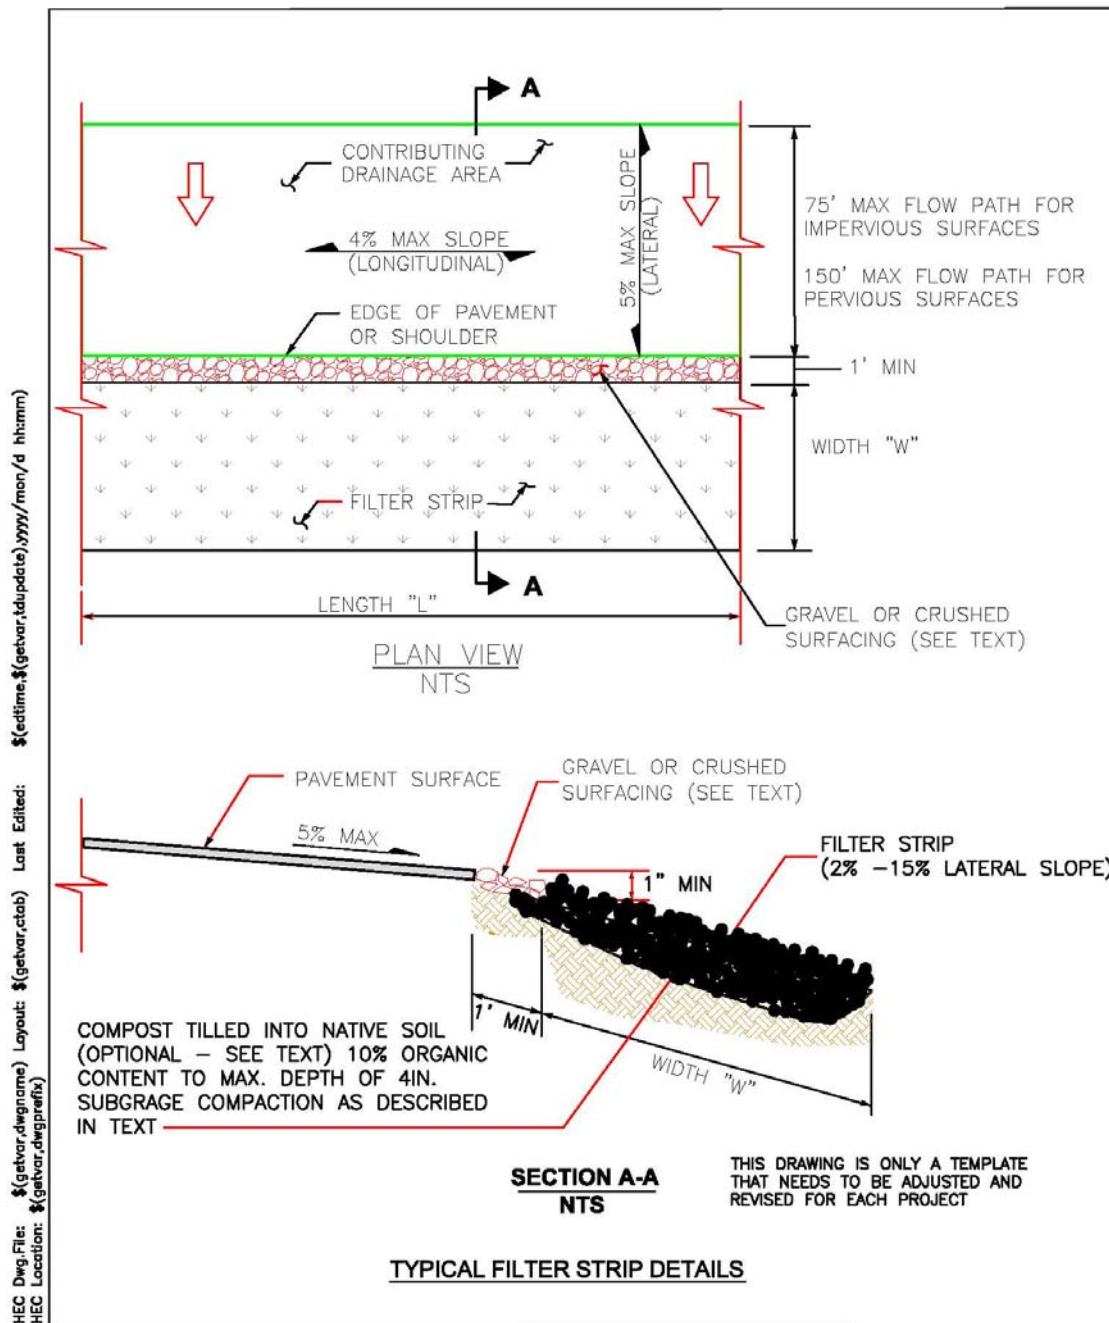 A
CONTRIBUTING
DRAINAGE AREA
5% MAX SLOPE
(LATERAL)
4% MAX SLOPE
(LONGITUDINAL)
75' MAX FLOW PATH FOR
IMPERVIOUS SURFACES
150' MAX FLOW PATH FOR
PERVIOUS SURFACES
EDGE OF PAVEMENT
OR SHOULDER
1' MIN
WIDTH "W"
FILTER STRIP
A
LENGTH "L"
GRAVEL OR CRUSHED
SURFACING (SEE TEXT)
PLAN VIEW
NTS
PAVEMENT SURFACE
GRAVEL OR CRUSHED
SURFACING (SEE TEXT)
5% MAX
FILTER STRIP
(2% -15% LATERAL SLOPE)
1" MIN
1' MIN
WIDTH "W"
COMPOST TILLED INTO NATIVE SOIL
(OPTIONAL - SEE TEXT) 10% ORGANIC
CONTENT TO MAX. DEPTH OF 4IN.
SUBGRAGE COMPACTION AS DESCRIBED
IN TEXT
SECTION A-A
NTS
THIS DRAWING IS ONLY A TEMPLATE
THAT NEEDS TO BE ADJUSTED AND
REVISED FOR EACH PROJECT
TYPICAL FILTER STRIP DETAILS
HEC Dwg.File: $(getvar,dwgname) Layout: $(getvar,ctab) Last Edited: $(edtime,$(getvar,tdupdate),yyyy/mon/d hh:mm)
HEC Location: $(getvar,dwgprefix)